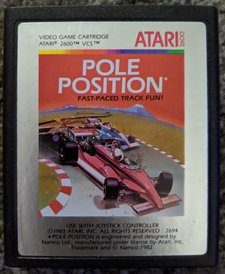 VIDEO GAME CARTRIDGE
ATARI® 2600™ VCS™
ATARI® 2600
POLE
POSITION®
FAST-PACED TRACK FUN!
USE WITH JOYSTICK CONTROLLER
© 1983 ATARI, INC. ALL RIGHTS RESERVED 2694
★ POLE POSITION is engineered and designed by
Namco Ltd., manufactured under license by Atari, Inc.
Trademark and © Namco 1982